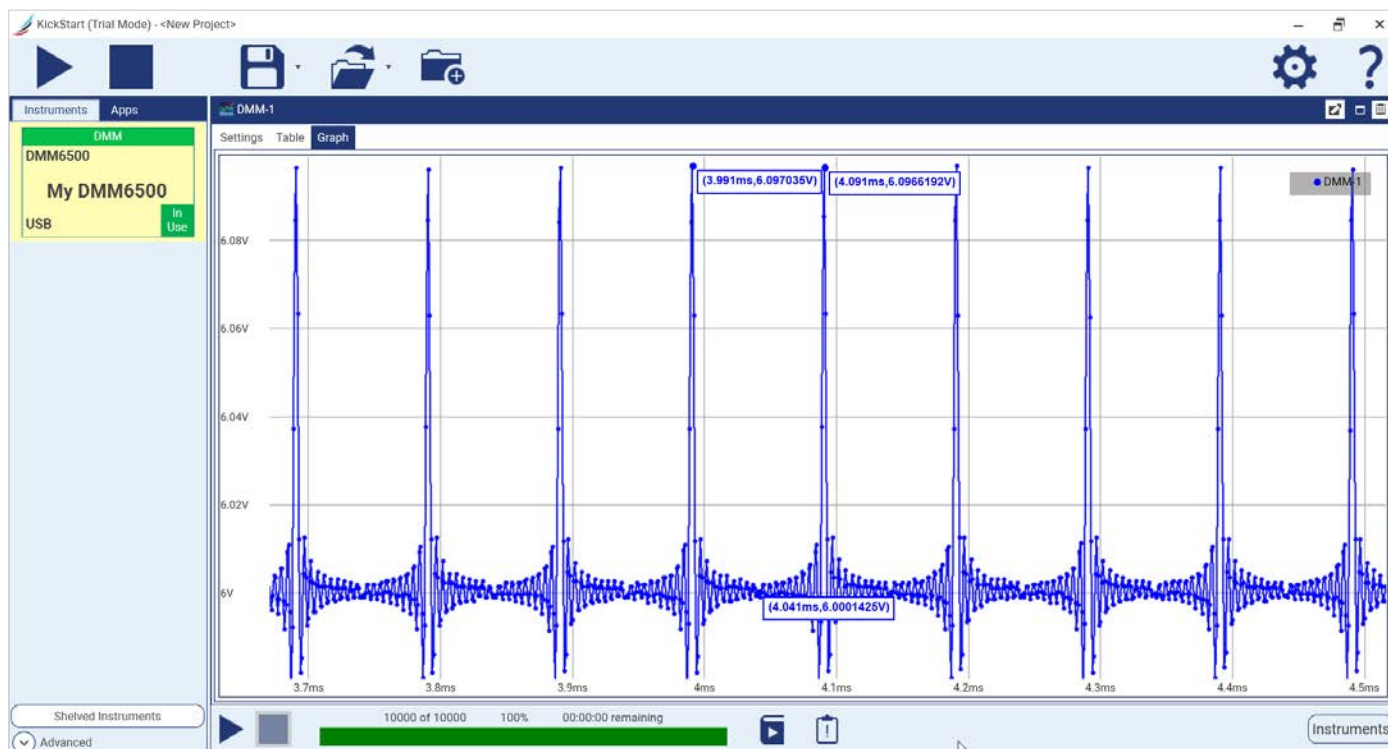 KickStart (Trial Mode) - <New Project>
Instruments Apps
DMM
DMM6500
My DMM6500
USB
In
Use
Shelved Instruments
Advanced
DMM-1
Settings Table Graph
(3.991ms,6.097035V) (4.091ms,6.0966192V)
DMM-1
6.08V
6.06V
6.04V
6.02V
6V
(4.041ms,6.0001425V)
3.7ms 3.8ms 3.9ms 4ms 4.1ms 4.2ms 4.3ms 4.4ms 4.5ms
10000 of 10000 100% 00:00:00 remaining
Instruments